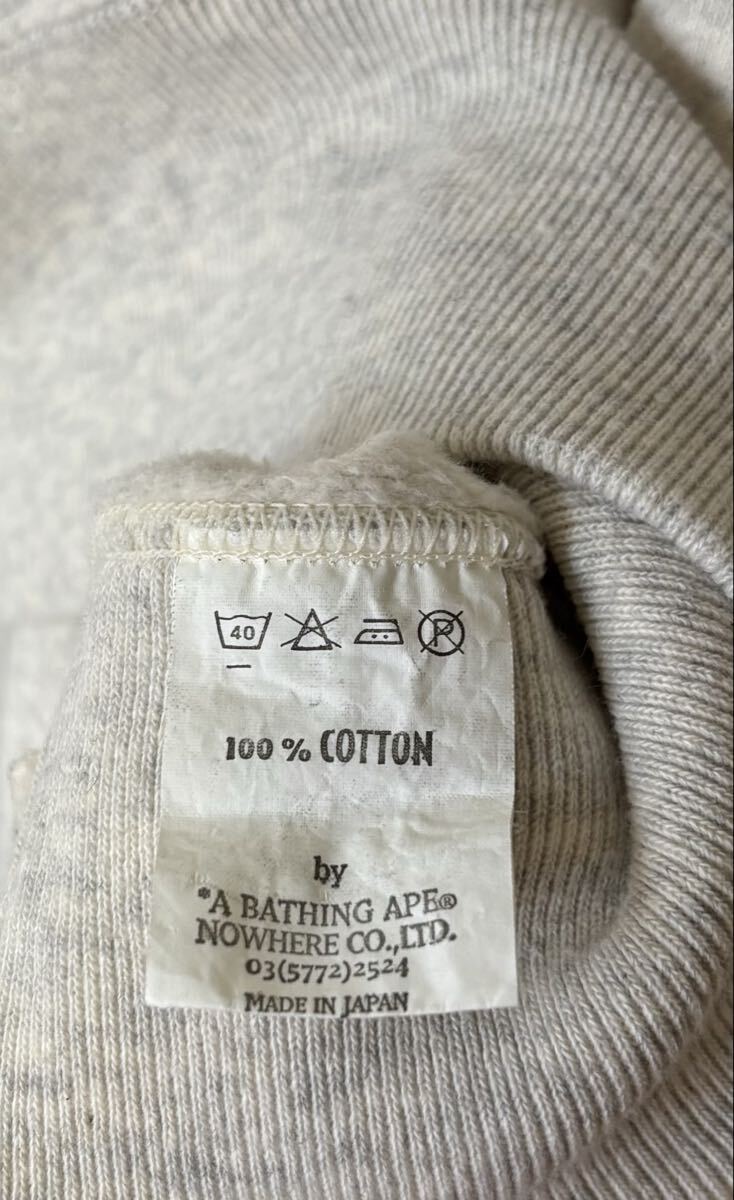 40
P
100 % COTTON
by
*A BATHING APE®
NOWHERE CO.,LTD.
03(5772)2524
MADE IN JAPAN